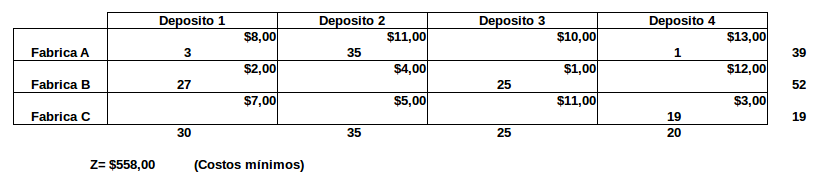 Deposito 1 Deposito 2 Deposito 3 Deposito 4
$8,00 $11,00 $10,00 $13,00
Fabrica A 3 35 1 39
$2,00 $4,00 $1,00 $12,00
Fabrica B 27 25 52
$7,00 $5,00 $11,00 $3,00
Fabrica C 19 19
30 35 25 20
Z= $558,00 (Costos mínimos)